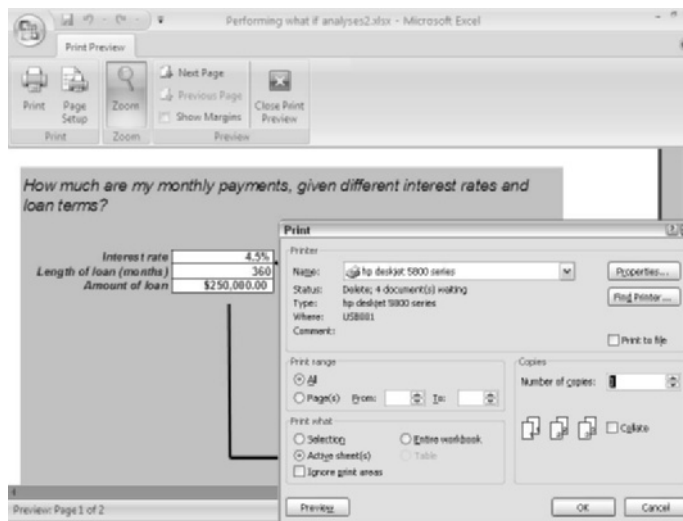 Performing what if analyses2.xlsx - Microsoft Excel
Print Preview
Print
Page Setup
Zoom
Next Page
Previous Page
Show Margins
Close Print Preview
Print
Zoom
Preview
How much are my monthly payments, given different interest rates and
loan terms?
Interest rate 4.5%
Length of loan (months) 360
Amount of loan $250,000.00
Print
Printer
Name: hp deskjet 5800 series
Properties...
Status: Delete; 4 document(s) waiting
Type: hp deskjet 5800 series
Find Printer...
Where: USB001
Comment:
Print to file
Print range
All
Page(s) From: To:
Copies
Number of copies: 1
Collate
Print what
Selection
Entire workbook
Active sheet(s)
Table
Ignore print areas
Preview
OK
Cancel
Preview: Page 1 of 2